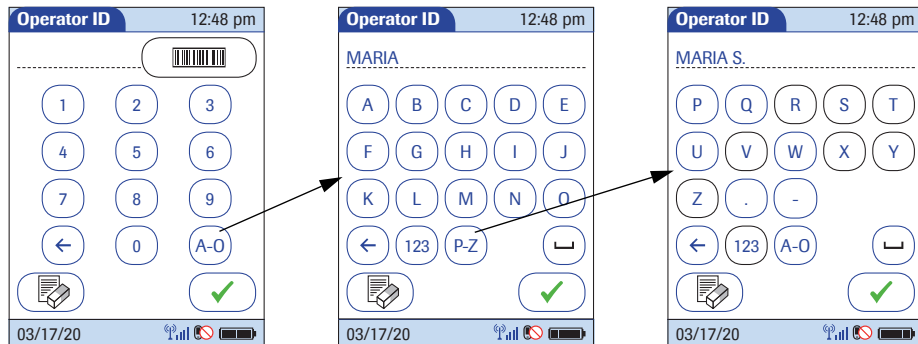 Operator ID 12:48 pm
1 2 3
4 5 6
7 8 9
← 0 A-O
03/17/20
Operator ID 12:48 pm
MARIA
A B C D E
F G H I J
K L M N O
← 123 P-Z
03/17/20
Operator ID 12:48 pm
MARIA S.
P Q R S T
U V W X Y
Z . -
← 123 A-O
03/17/20